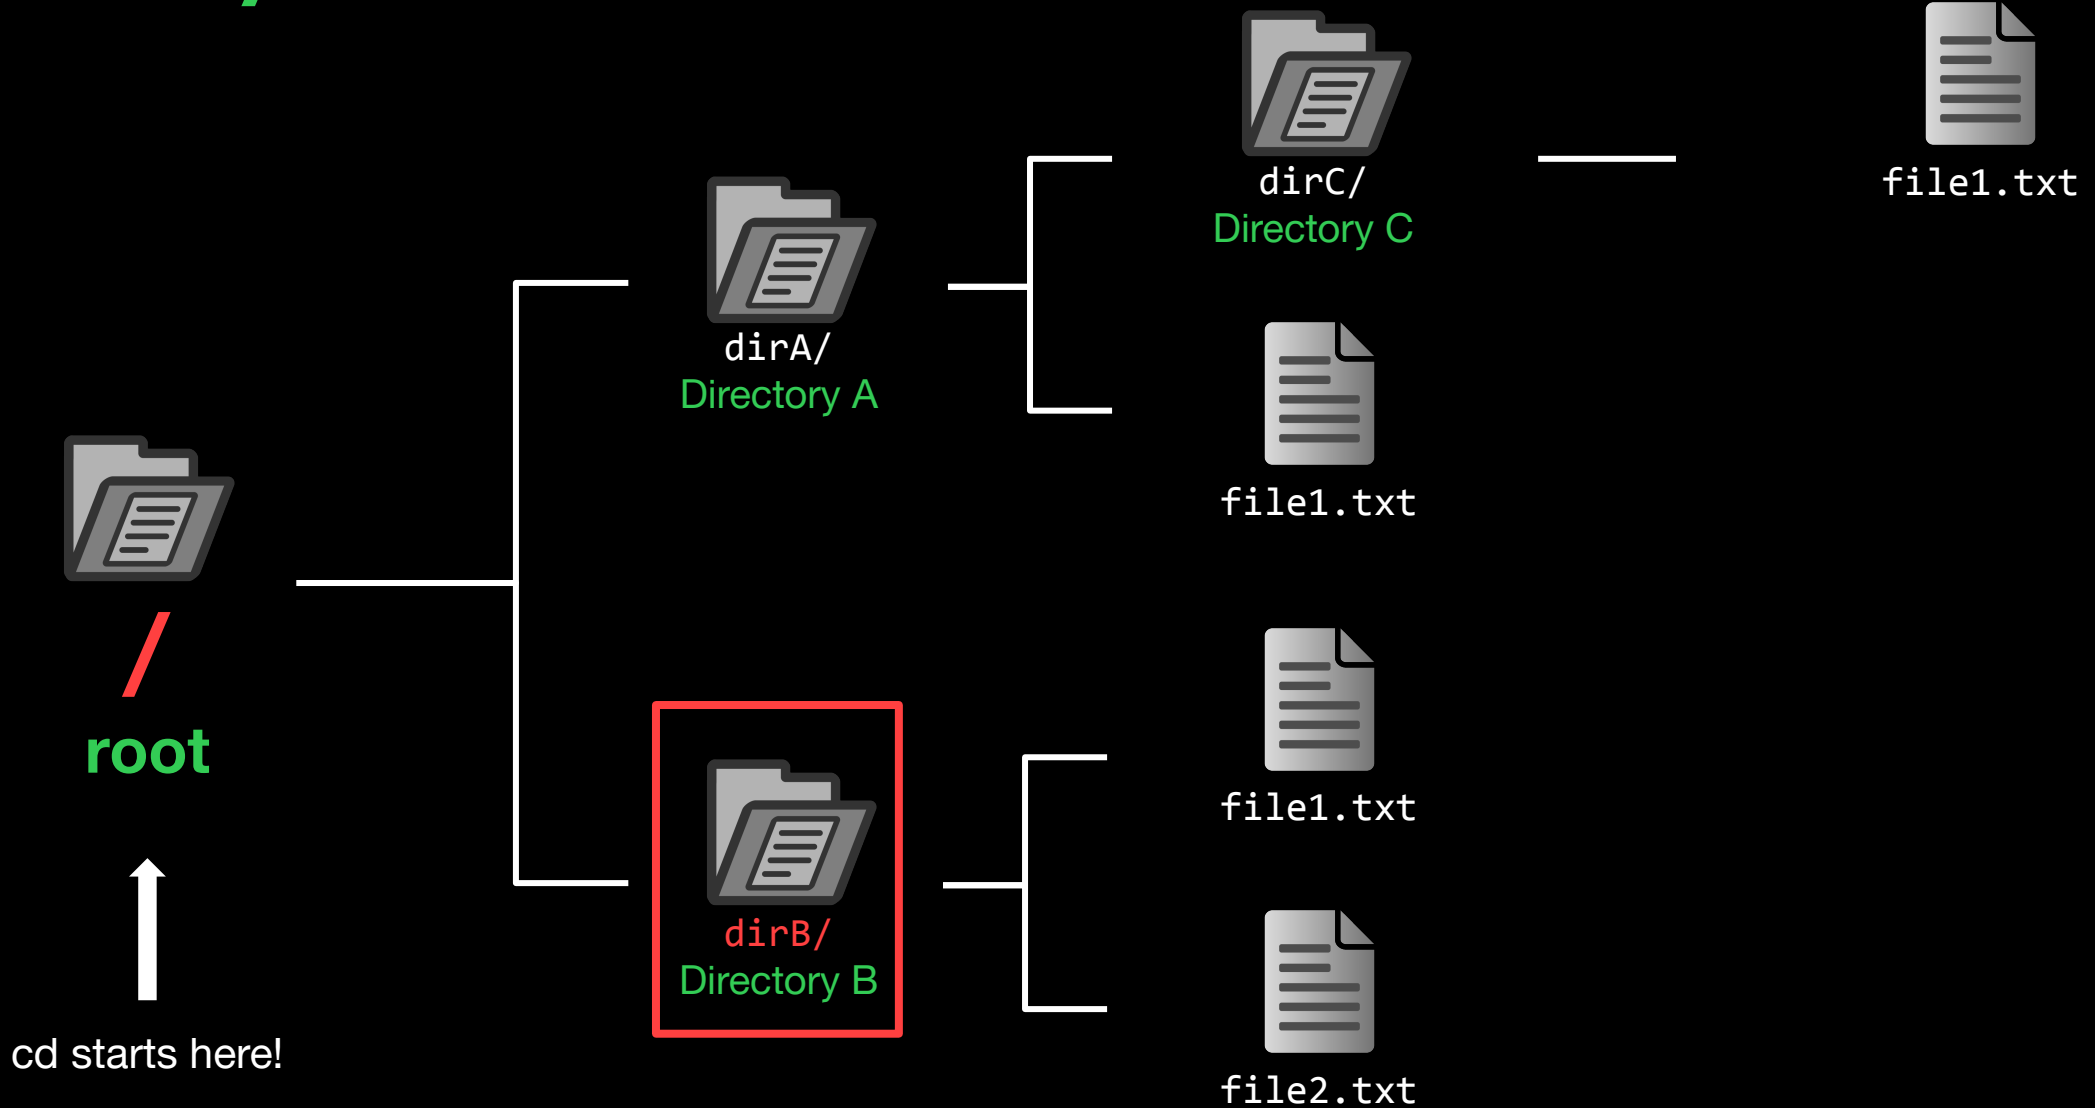 dirC/
Directory C
file1.txt
dirA/
Directory A
file1.txt
/
root
file1.txt
dirB/
Directory B
cd starts here!
file2.txt